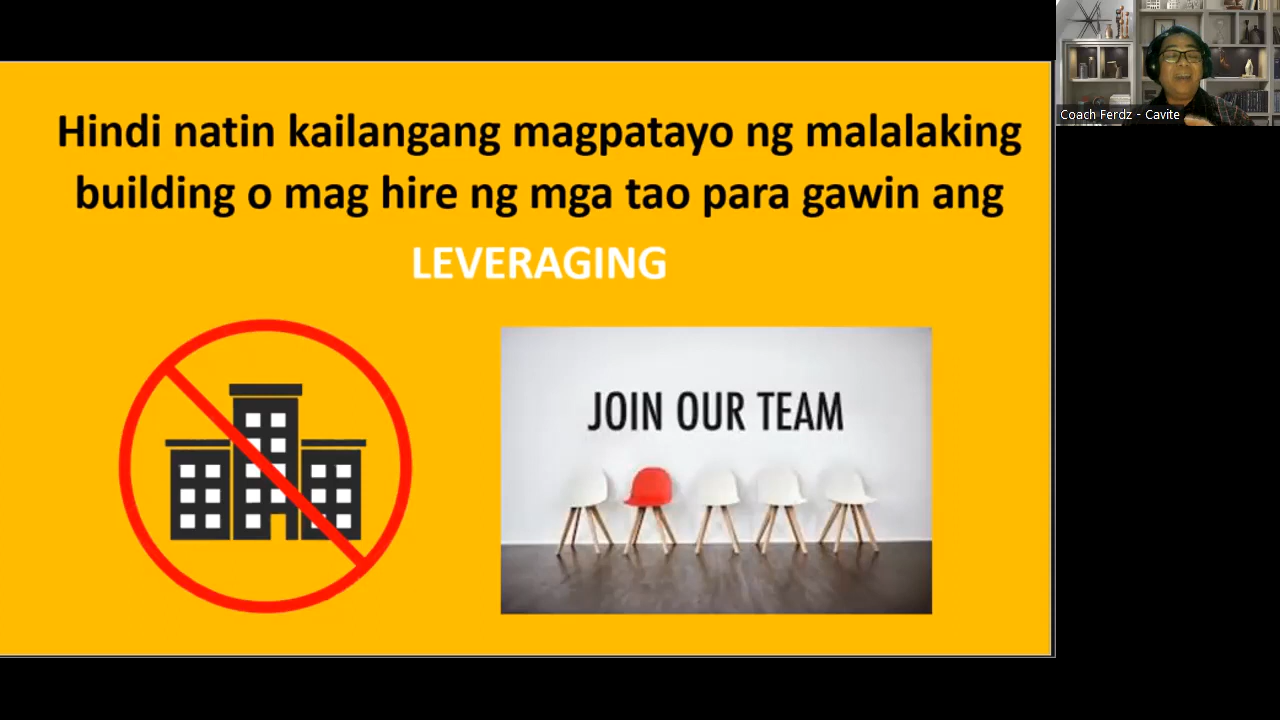 Hindi natin kailangang magpatayo ng malalaking
building o mag hire ng mga tao para gawin ang
LEVERAGING
JOIN OUR TEAM
Coach Ferdz - Cavite